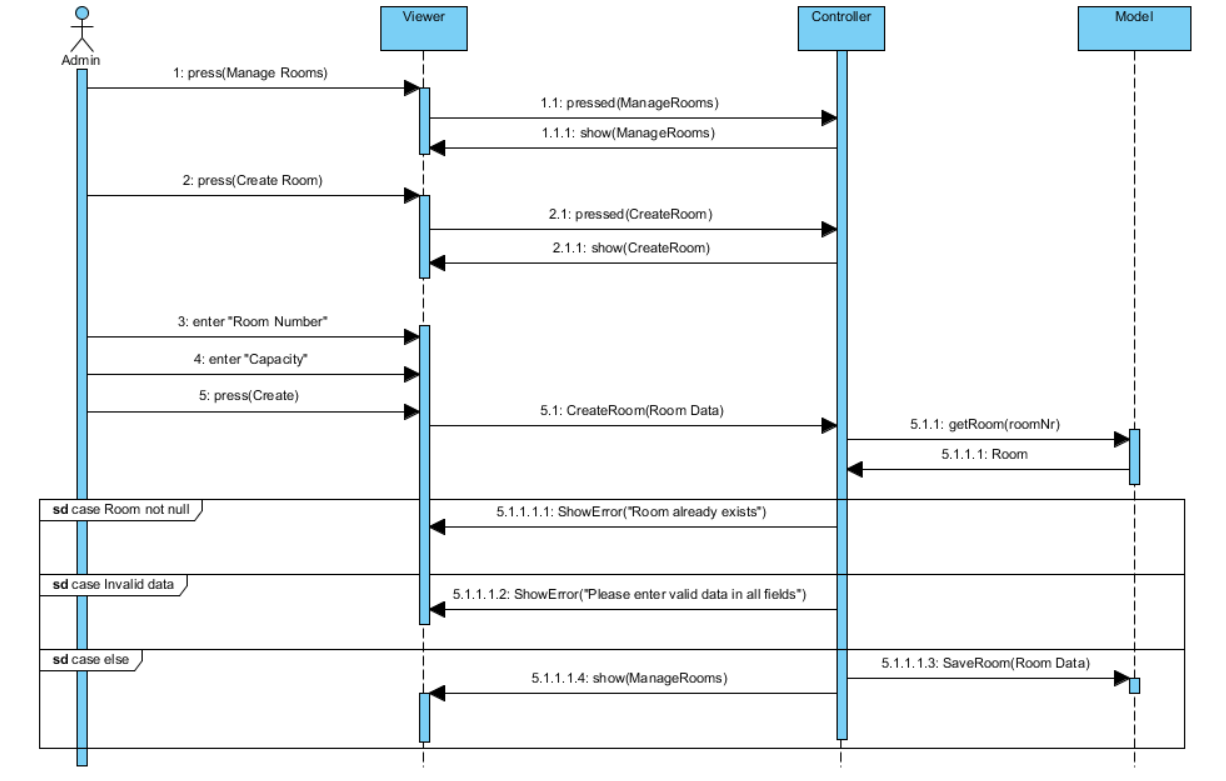 Viewer
Controller
Model
Admin
1: press(Manage Rooms)
1.1: pressed(ManageRooms)
1.1.1: show(ManageRooms)
2: press(Create Room)
2.1: pressed(CreateRoom)
2.1.1: show(CreateRoom)
3: enter "Room Number"
4: enter "Capacity"
5: press(Create)
5.1: CreateRoom(Room Data)
5.1.1: getRoom(roomNr)
5.1.1.1: Room
sd case Room not null
5.1.1.1.1: ShowError("Room already exists")
sd case Invalid data
5.1.1.1.2: ShowError("Please enter valid data in all fields")
sd case else
5.1.1.1.3: SaveRoom(Room Data)
5.1.1.1.4: show(ManageRooms)